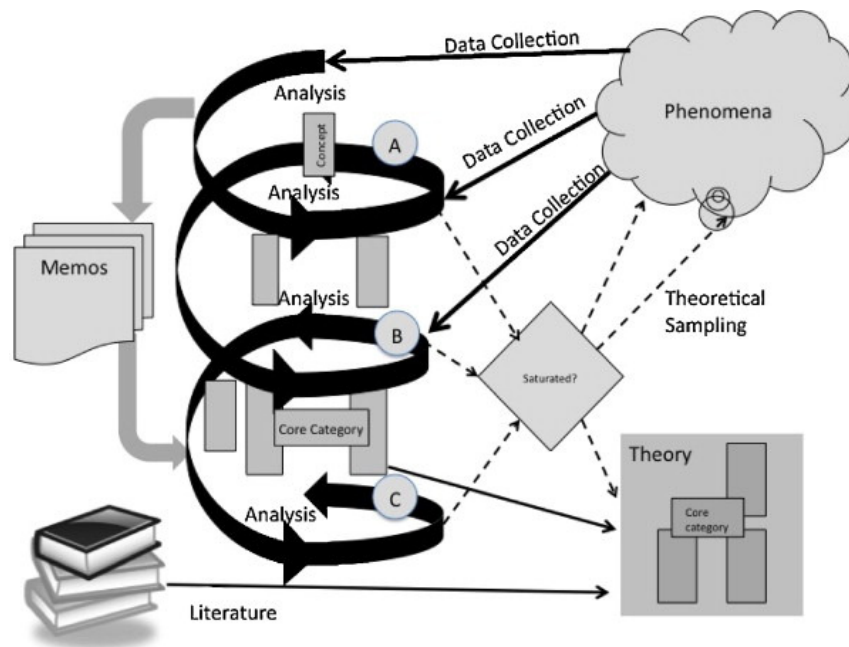 Data Collection
Analysis
Phenomena
A
Data Collection
Concept
Analysis
Data Collection
Memos
Analysis
Theoretical
Sampling
B
Saturated?
Core Category
Theory
C
Analysis
Core
category
Literature